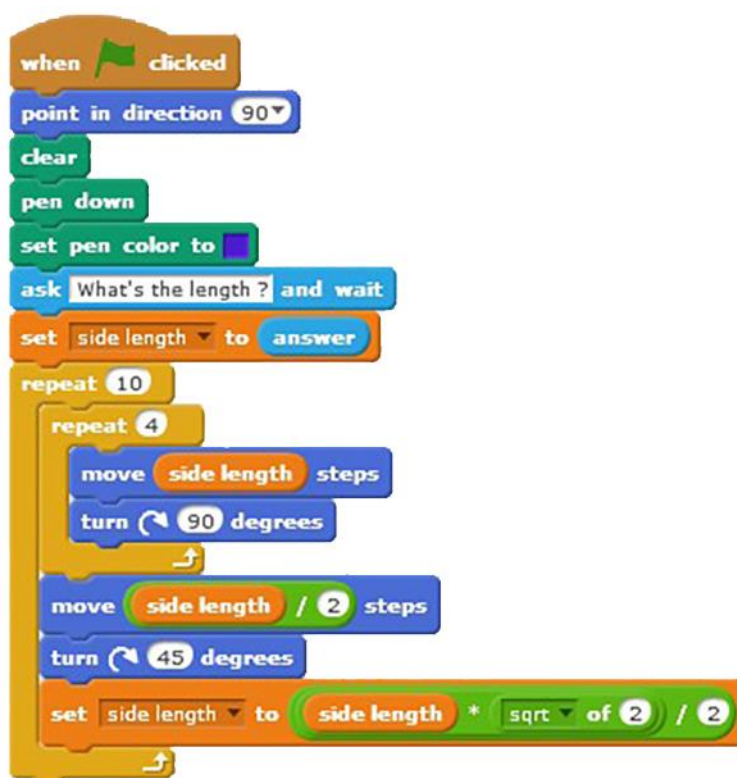 when clicked
point in direction 90
clear
pen down
set pen color to
ask What's the length ? and wait
set side length to answer
repeat 10
repeat 4
move side length steps
turn 90 degrees
move side length / 2 steps
turn 45 degrees
set side length to side length * sqrt of 2 / 2